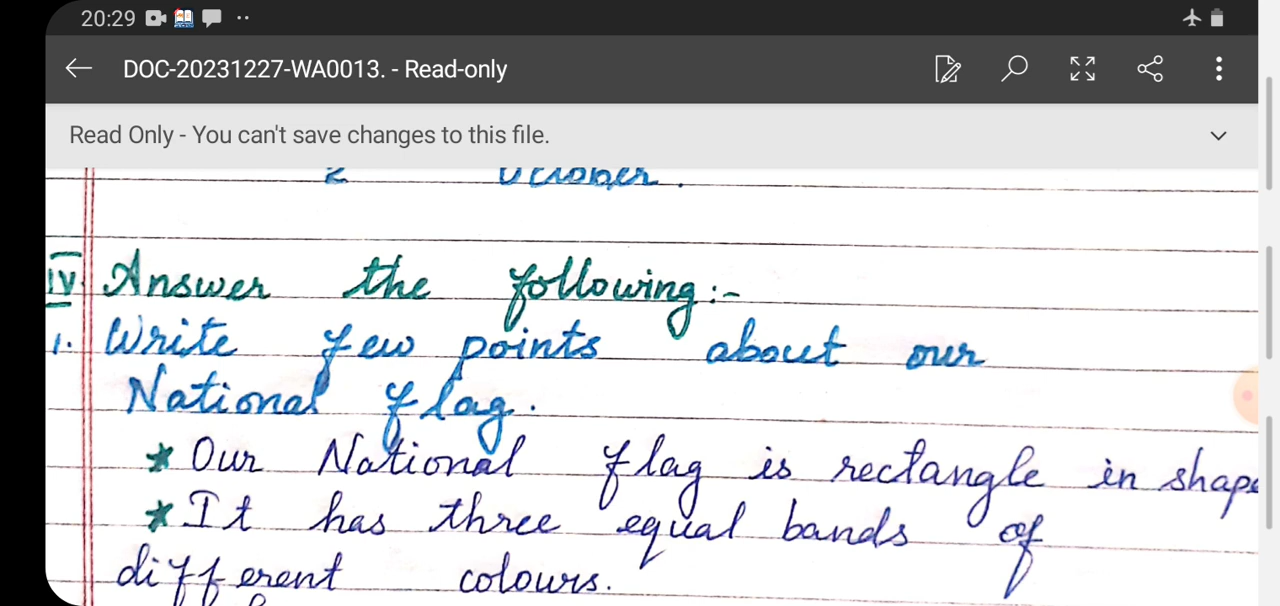 20:29
DOC-20231227-WA0013. - Read-only
Read Only - You can't save changes to this file.
2 October.
iv Answer the following :-
1. Write few points about our
National flag.
* Our National flag is rectangle in shape
* It has three equal bands of
different colours.